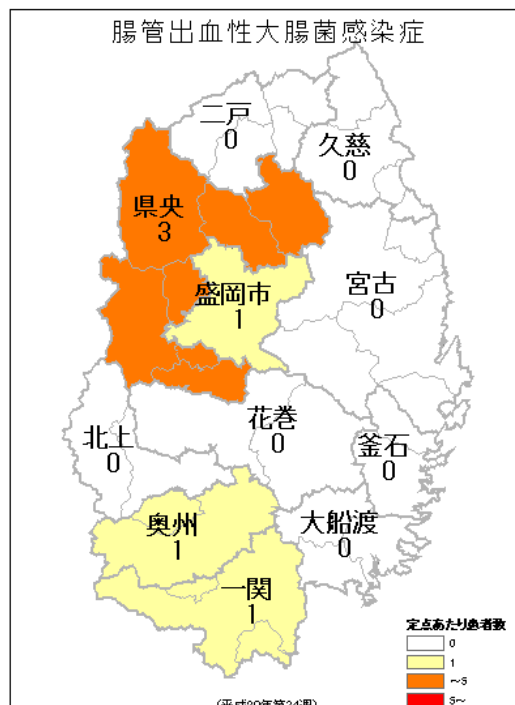 腸管出血性大腸菌感染症
二戸
0
久慈
0
県央
3
宮古
0
盛岡市
1
花巻
0
北上
0
釜石
0
奥州
1
大船渡
0
一関
1
定点あたり患者数
0
1